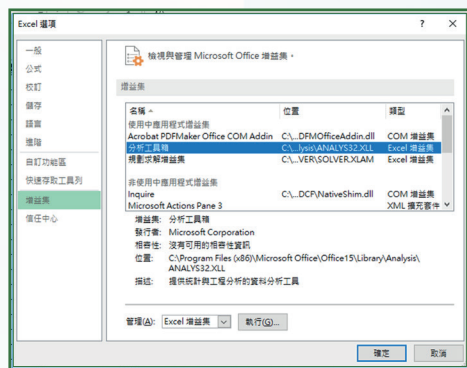 Excel 選項
? ×
一般
公式
校訂
儲存
語言
進階
自訂功能區
快速存取工具列
增益集
信任中心
檢視與管理 Microsoft Office 增益集。
增益集
名稱 位置 類型
使用中應用程式增益集
Acrobat PDFMaker Office COM Addin C:\...DFMOfficeAddin.dll COM 增益集
分析工具箱 C:\...lysis\ANALYS32.XLL Excel 增益集
規劃求解增益集 C:\...VER\SOLVER.XLAM Excel 增益集
非使用中應用程式增益集
Inquire C:\...DCF\NativeShim.dll COM 增益集
Microsoft Actions Pane 3 XML 擴充套件
增益集: 分析工具箱
發行者: Microsoft Corporation
相容性: 沒有可用的相容性資訊
位置: C:\Program Files (x86)\Microsoft Office\Office15\Library\Analysis\
ANALYS32.XLL
描述: 提供統計與工程分析的資料分析工具
管理(A): Excel 增益集 執行(G)...
確定 取消